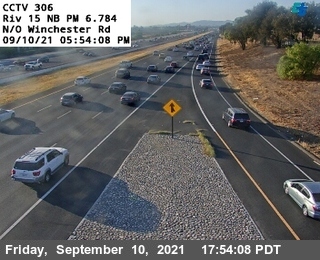 CCTV 306
Riv 15 NB PM 6.784
N/O Winchester Rd
09/10/21 05:54:08 PM
Friday, September 10, 2021 17:54:08 PDT